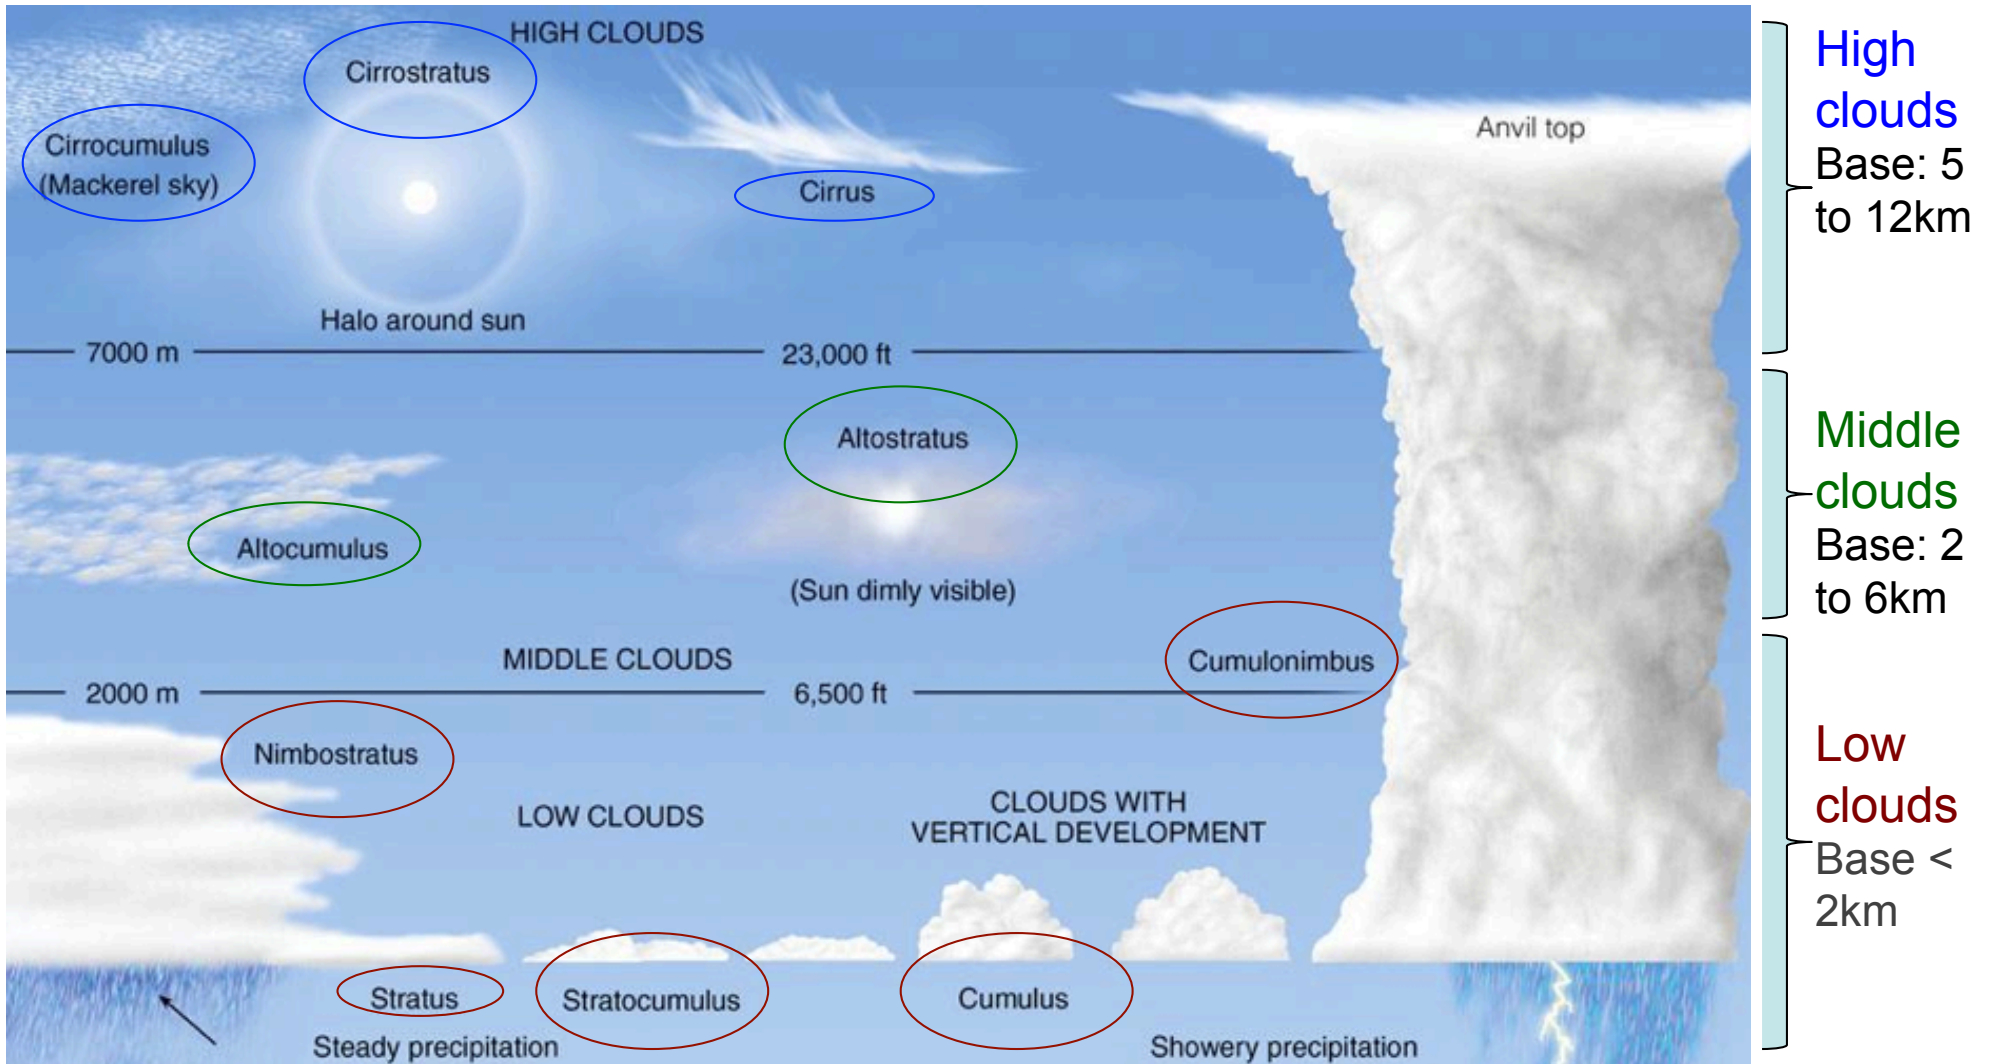 HIGH CLOUDS
Cirrostratus
Cirrocumulus
(Mackerel sky)
Cirrus
Anvil top
Halo around sun
7000 m
23,000 ft
Altostratus
Altocumulus
(Sun dimly visible)
MIDDLE CLOUDS
Cumulonimbus
2000 m
6,500 ft
Nimbostratus
LOW CLOUDS
CLOUDS WITH
VERTICAL DEVELOPMENT
Stratus
Stratocumulus
Cumulus
Steady precipitation
Showery precipitation
High
clouds
Base: 5
to 12km
Middle
clouds
Base: 2
to 6km
Low
clouds
Base <
2km